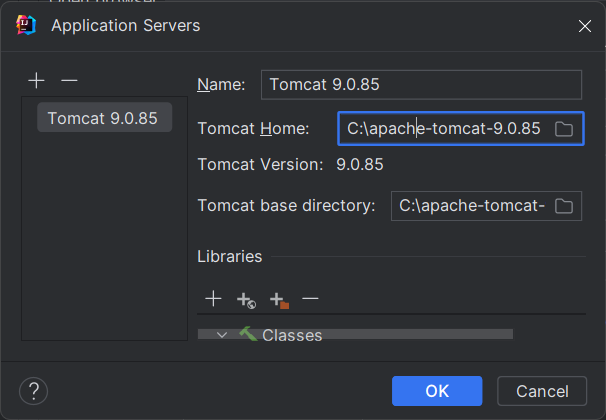 Application Servers
Name: Tomcat 9.0.85
Tomcat 9.0.85
Tomcat Home: C:\apache-tomcat-9.0.85
Tomcat Version: 9.0.85
Tomcat base directory: C:\apache-tomcat-
Libraries
Classes
? OK Cancel